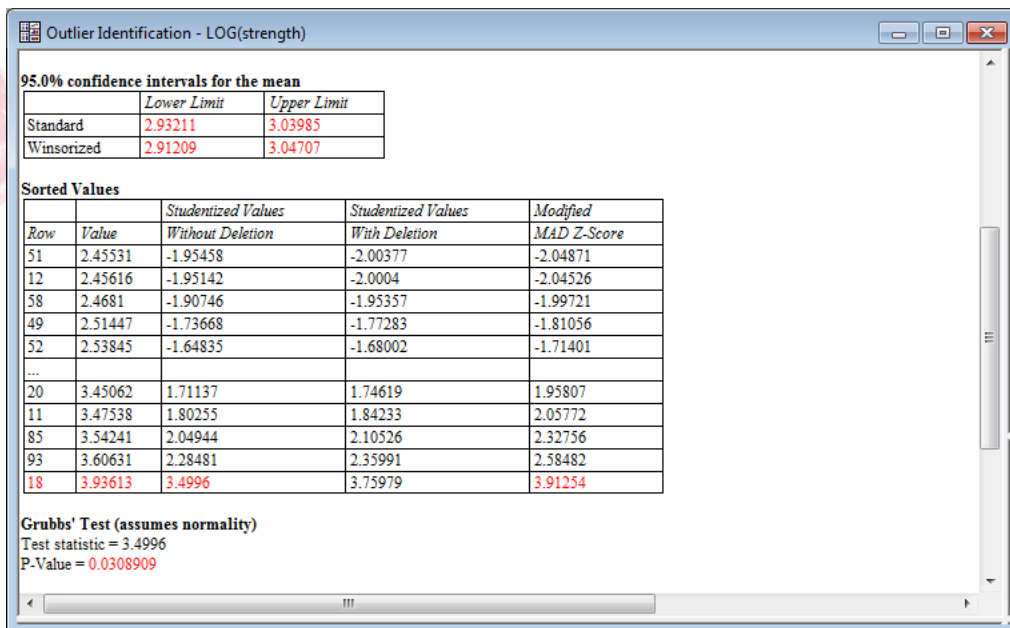 Outlier Identification - LOG(strength)
95.0% confidence intervals for the mean
Lower Limit Upper Limit
Standard 2.93211 3.03985
Winsorized 2.91209 3.04707
Sorted Values
Studentized Values Studentized Values Modified
Row Value Without Deletion With Deletion MAD Z-Score
51 2.45531 -1.95458 -2.00377 -2.04871
12 2.45616 -1.95142 -2.0004 -2.04526
58 2.4681 -1.90746 -1.95357 -1.99721
49 2.51447 -1.73668 -1.77283 -1.81056
52 2.53845 -1.64835 -1.68002 -1.71401
...
20 3.45062 1.71137 1.74619 1.95807
11 3.47538 1.80255 1.84233 2.05772
85 3.54241 2.04944 2.10526 2.32756
93 3.60631 2.28481 2.35991 2.58482
18 3.93613 3.4996 3.75979 3.91254
Grubbs' Test (assumes normality)
Test statistic = 3.4996
P-Value = 0.0308909